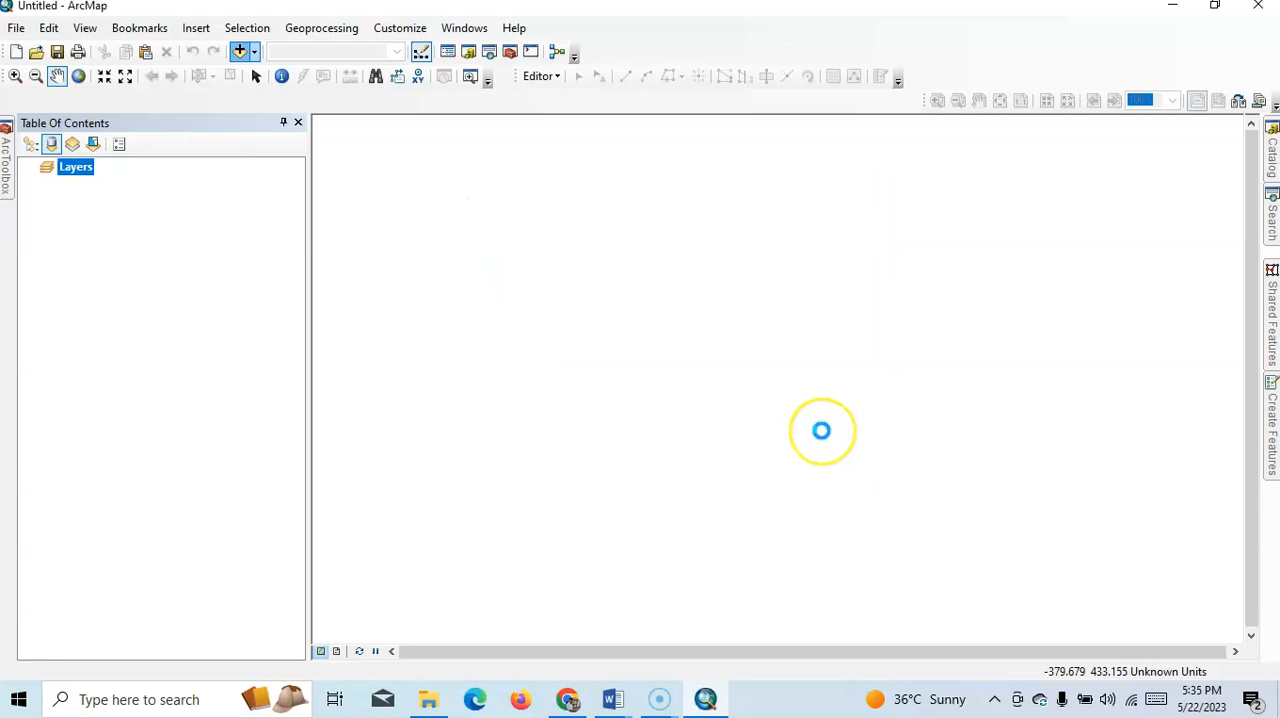 Untitled - ArcMap
File Edit View Bookmarks Insert Selection Geoprocessing Customize Windows Help
Editor
100%
Table Of Contents
Layers
ArcToolbox
Catalog
Search
Shared Features
Create Features
-379.679 433.155 Unknown Units
Type here to search
36°C Sunny
5:35 PM
5/22/2023
2